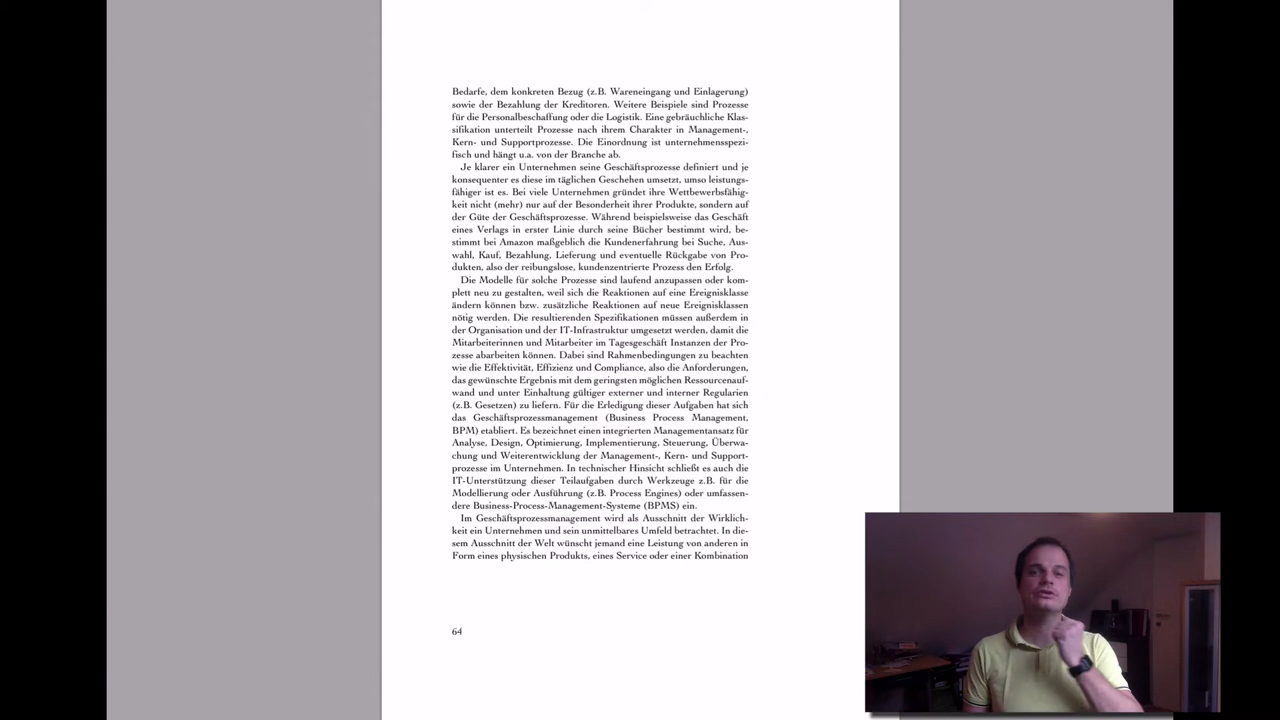 Bedarfe, dem konkreten Bezug (z.B. Wareneingang und Einlagerung)
sowie der Bezahlung der Kreditoren. Weitere Beispiele sind Prozesse
für die Personalbeschaffung oder die Logistik. Eine gebräuchliche Klas-
sifikation unterteilt Prozesse nach ihrem Charakter in Management-,
Kern- und Supportprozesse. Die Einordnung ist unternehmensspezi-
fisch und hängt u.a. von der Branche ab.
Je klarer ein Unternehmen seine Geschäftsprozesse definiert und je
konsequenter es diese im täglichen Geschehen umsetzt, umso leistungs-
fähiger ist es. Bei viele Unternehmen gründet ihre Wettbewerbsfähig-
keit nicht (mehr) nur auf der Besonderheit ihrer Produkte, sondern auf
der Güte der Geschäftsprozesse. Während beispielsweise das Geschäft
eines Verlags in erster Linie durch seine Bücher bestimmt wird, be-
stimmt bei Amazon maßgeblich die Kundenerfahrung bei Suche, Aus-
wahl, Kauf, Bezahlung, Lieferung und eventuelle Rückgabe von Pro-
dukten, also der reibungslose, kundenzentrierte Prozess den Erfolg.
Die Modelle für solche Prozesse sind laufend anzupassen oder kom-
plett neu zu gestalten, weil sich die Reaktionen auf eine Ereignisklasse
ändern können bzw. zusätzliche Reaktionen auf neue Ereignisklassen
nötig werden. Die resultierenden Spezifikationen müssen außerdem in
der Organisation und der IT-Infrastruktur umgesetzt werden, damit die
Mitarbeiterinnen und Mitarbeiter im Tagesgeschäft Instanzen der Pro-
zesse abarbeiten können. Dabei sind Rahmenbedingungen zu beachten
wie die Effektivität, Effizienz und Compliance, also die Anforderungen,
das gewünschte Ergebnis mit dem geringsten möglichen Ressourcenauf-
wand und unter Einhaltung gültiger externer und interner Regularien
(z.B. Gesetzen) zu liefern. Für die Erledigung dieser Aufgaben hat sich
das Geschäftsprozessmanagement (Business Process Management,
BPM) etabliert. Es bezeichnet einen integrierten Managementansatz für
Analyse, Design, Optimierung, Implementierung, Steuerung, Überwa-
chung und Weiterentwicklung der Management-, Kern- und Support-
prozesse im Unternehmen. In technischer Hinsicht schließt es auch die
IT-Unterstützung dieser Teilaufgaben durch Werkzeuge z.B. für die
Modellierung oder Ausführung (z.B. Process Engines) oder umfassen-
dere Business-Process-Management-Systeme (BPMS) ein.
Im Geschäftsprozessmanagement wird als Ausschnitt der Wirklich-
keit ein Unternehmen und sein unmittelbares Umfeld betrachtet. In die-
sem Ausschnitt der Welt wünscht jemand eine Leistung von anderen in
Form eines physischen Produkts, eines Service oder einer Kombination
64